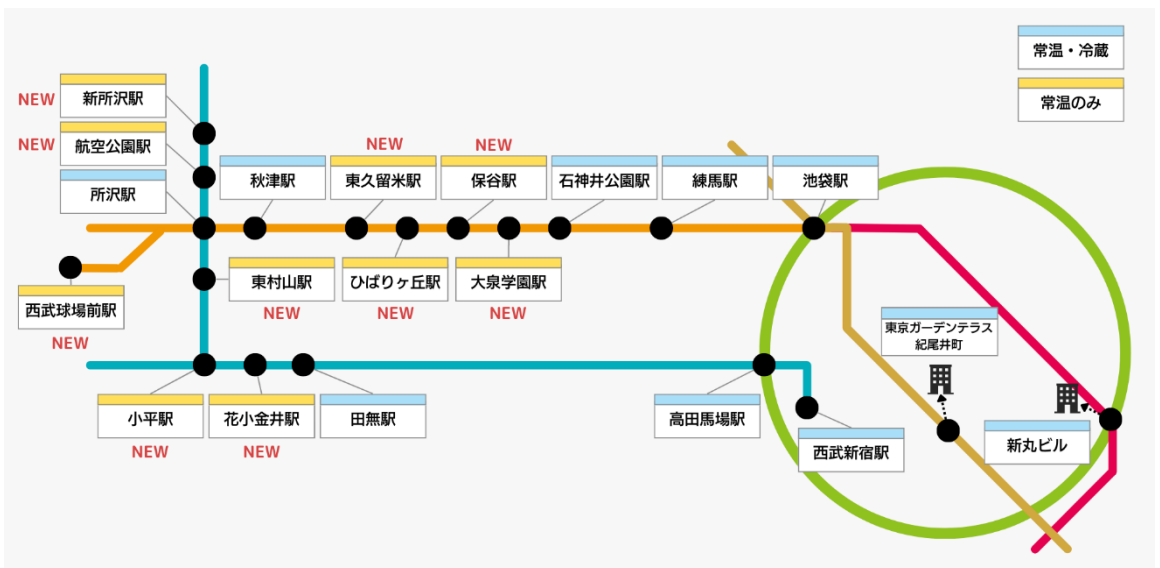 常温・冷蔵
常温のみ
NEW
新所沢駅
NEW
航空公園駅
所沢駅
秋津駅
NEW
東久留米駅
NEW
保谷駅
石神井公園駅
練馬駅
池袋駅
西武球場前駅
NEW
東村山駅
NEW
ひばりヶ丘駅
NEW
大泉学園駅
NEW
東京ガーデンテラス
紀尾井町
新丸ビル
小平駅
NEW
花小金井駅
NEW
田無駅
高田馬場駅
西武新宿駅